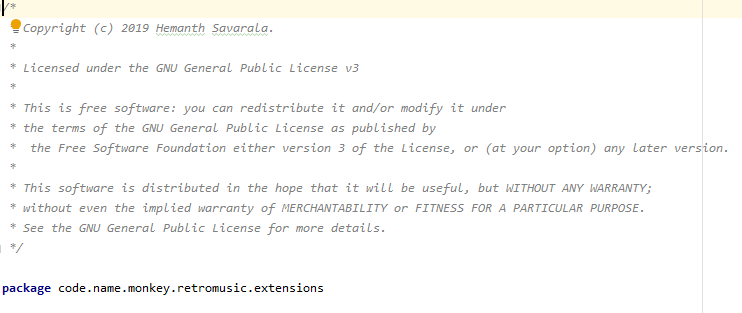 /*
Copyright (c) 2019 Hemanth Savarala.
*
* Licensed under the GNU General Public License v3
*
* This is free software: you can redistribute it and/or modify it under
* the terms of the GNU General Public License as published by
*  the Free Software Foundation either version 3 of the License, or (at your option) any later version.
*
* This software is distributed in the hope that it will be useful, but WITHOUT ANY WARRANTY;
* without even the implied warranty of MERCHANTABILITY or FITNESS FOR A PARTICULAR PURPOSE.
* See the GNU General Public License for more details.
*/
package code.name.monkey.retromusic.extensions